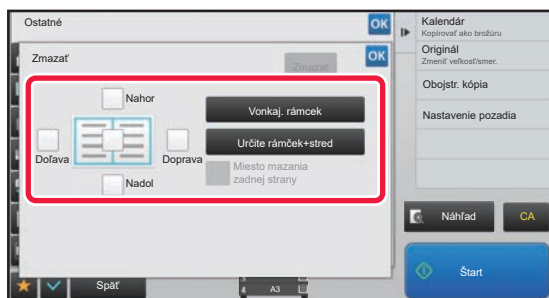 Ostatné
OK
Zmazať
Zmazať
OK
Nahor
Doľava
Doprava
Nadol
Vonkaj. rámcek
Určite rámček+stred
Miesto mazania
zadnej strany
Späť
A3
4
Kalendár
Kopírovať ako brožúru
Originál
Zmeniť veľkosť/smer.
Obojstr. kópia
Nastavenie pozadia
Náhľad
CA
Štart